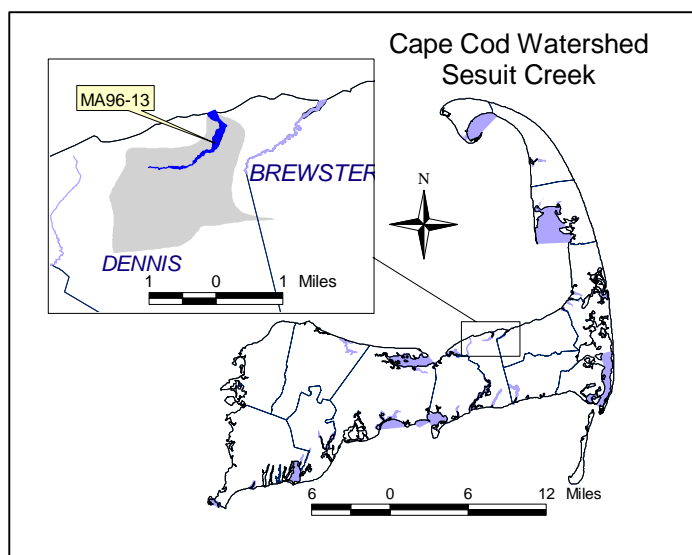 Cape Cod Watershed
Sesuit Creek
MA96-13
BREWSTER
DENNIS
1 0 1 Miles
N
6 0 6 12 Miles